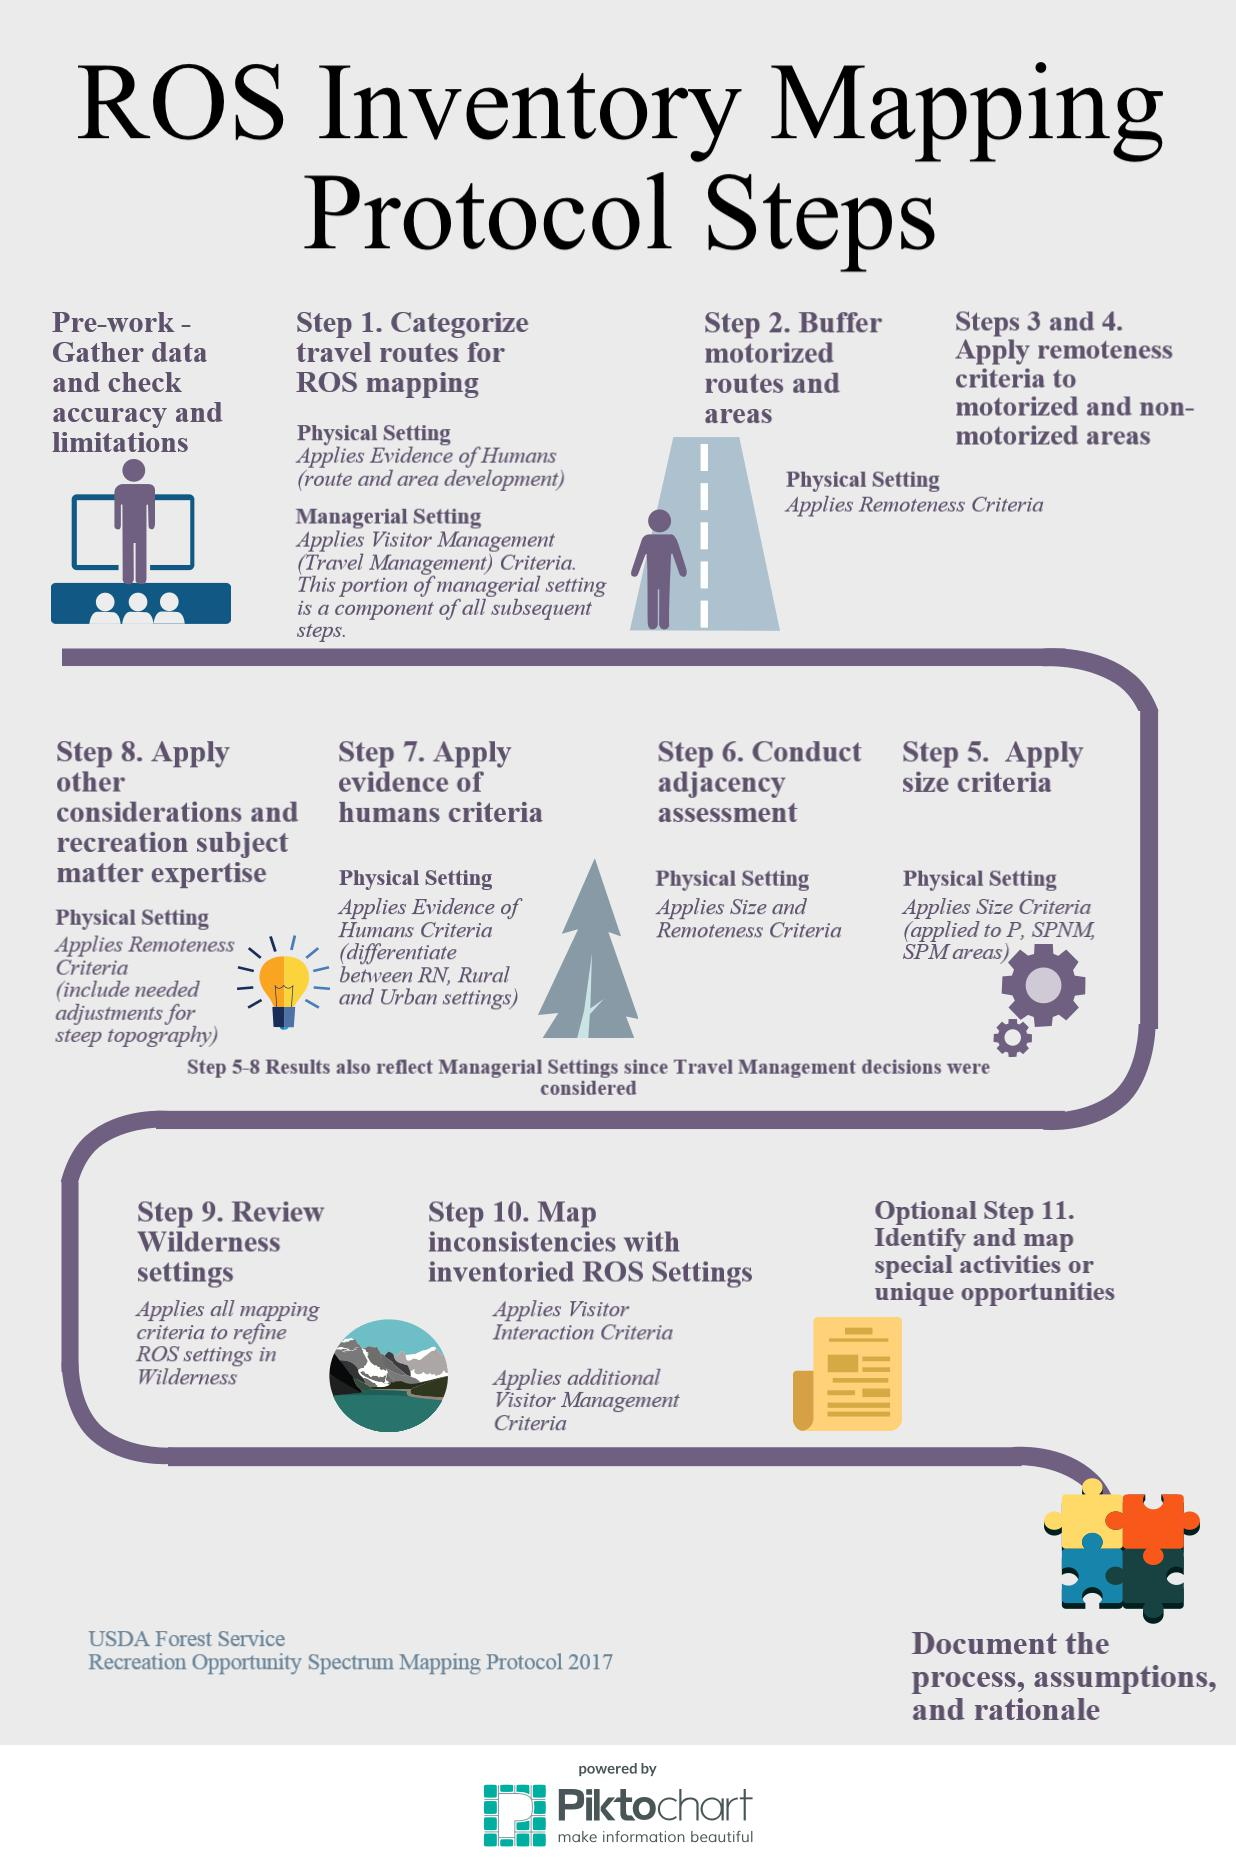 ROS Inventory Mapping
Protocol Steps
Pre-work -
Gather data
and check
accuracy and
limitations
Step 1. Categorize
travel routes for
ROS mapping
Physical Setting
Applies Evidence of Humans
(route and area development)
Managerial Setting
Applies Visitor Management
(Travel Management) Criteria.
This portion of managerial setting
is a component of all subsequent
steps.
Step 2. Buffer
motorized
routes and
areas
Steps 3 and 4.
Apply remoteness
criteria to
motorized and non-
motorized areas
Physical Setting
Applies Remoteness Criteria
Step 5.  Apply
size criteria
Physical Setting
Applies Size Criteria
(applied to P, SPNM,
SPM areas)
Step 6. Conduct
adjacency
assessment
Physical Setting
Applies Size and
Remoteness Criteria
Step 7. Apply
evidence of
humans criteria
Physical Setting
Applies Evidence of
Humans Criteria
(differentiate
between RN, Rural
and Urban settings)
Step 8. Apply
other
considerations and
recreation subject
matter expertise
Physical Setting
Applies Remoteness
Criteria
(include needed
adjustments for
steep topography)
Step 5-8 Results also reflect Managerial Settings since Travel Management decisions were
considered
Step 9. Review
Wilderness
settings
Applies all mapping
criteria to refine
ROS settings in
Wilderness
Step 10. Map
inconsistencies with
inventoried ROS Settings
Applies Visitor
Interaction Criteria
Applies additional
Visitor Management
Criteria
Optional Step 11.
Identify and map
special activities or
unique opportunities
Document the
process, assumptions,
and rationale
USDA Forest Service
Recreation Opportunity Spectrum Mapping Protocol 2017
powered by
Piktochart
make information beautiful